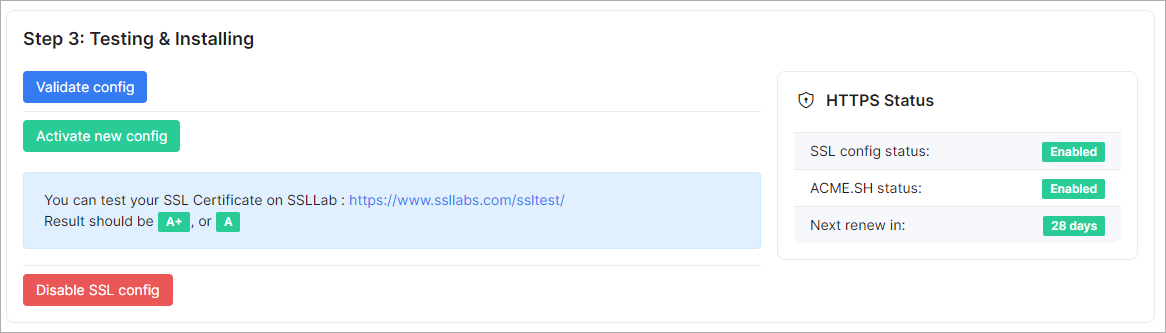 Step 3: Testing & Installing
Validate config
Activate new config
You can test your SSL Certificate on SSLLab : https://www.ssllabs.com/ssltest/
Result should be A+, or A
Disable SSL config
HTTPS Status
SSL config status: Enabled
ACME.SH status: Enabled
Next renew in: 28 days